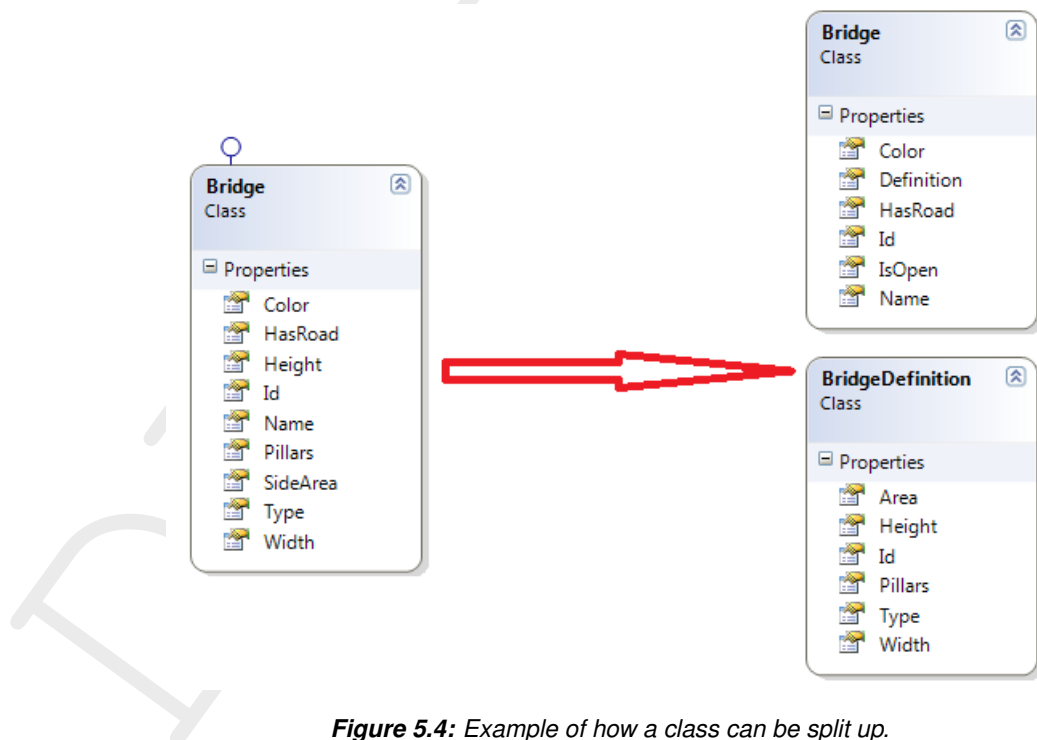 Bridge
Class
Properties
Color
HasRoad
Height
Id
Name
Pillars
SideArea
Type
Width
Bridge
Class
Properties
Color
Definition
HasRoad
Id
IsOpen
Name
BridgeDefinition
Class
Properties
Area
Height
Id
Pillars
Type
Width
Figure 5.4: Example of how a class can be split up.